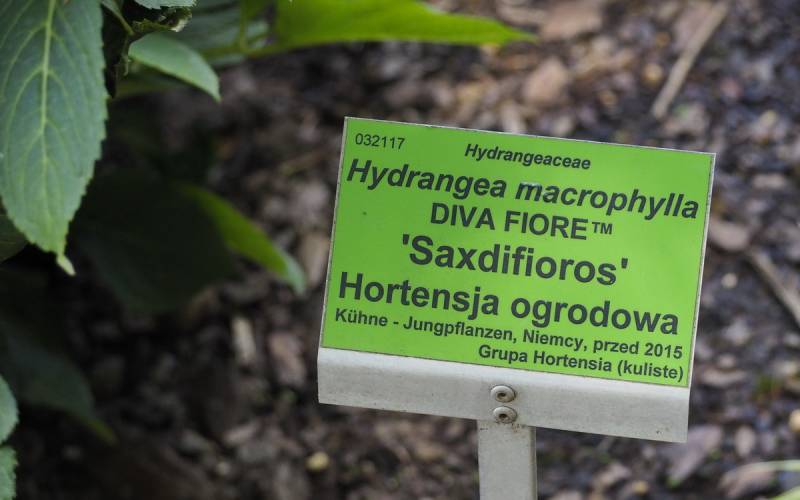 032117
Hydrangeaceae
Hydrangea macrophylla
DIVA FIORE™
'Saxdifioros'
Hortensja ogrodowa
Kühne - Jungpflanzen, Niemcy, przed 2015
Grupa Hortensia (kuliste)